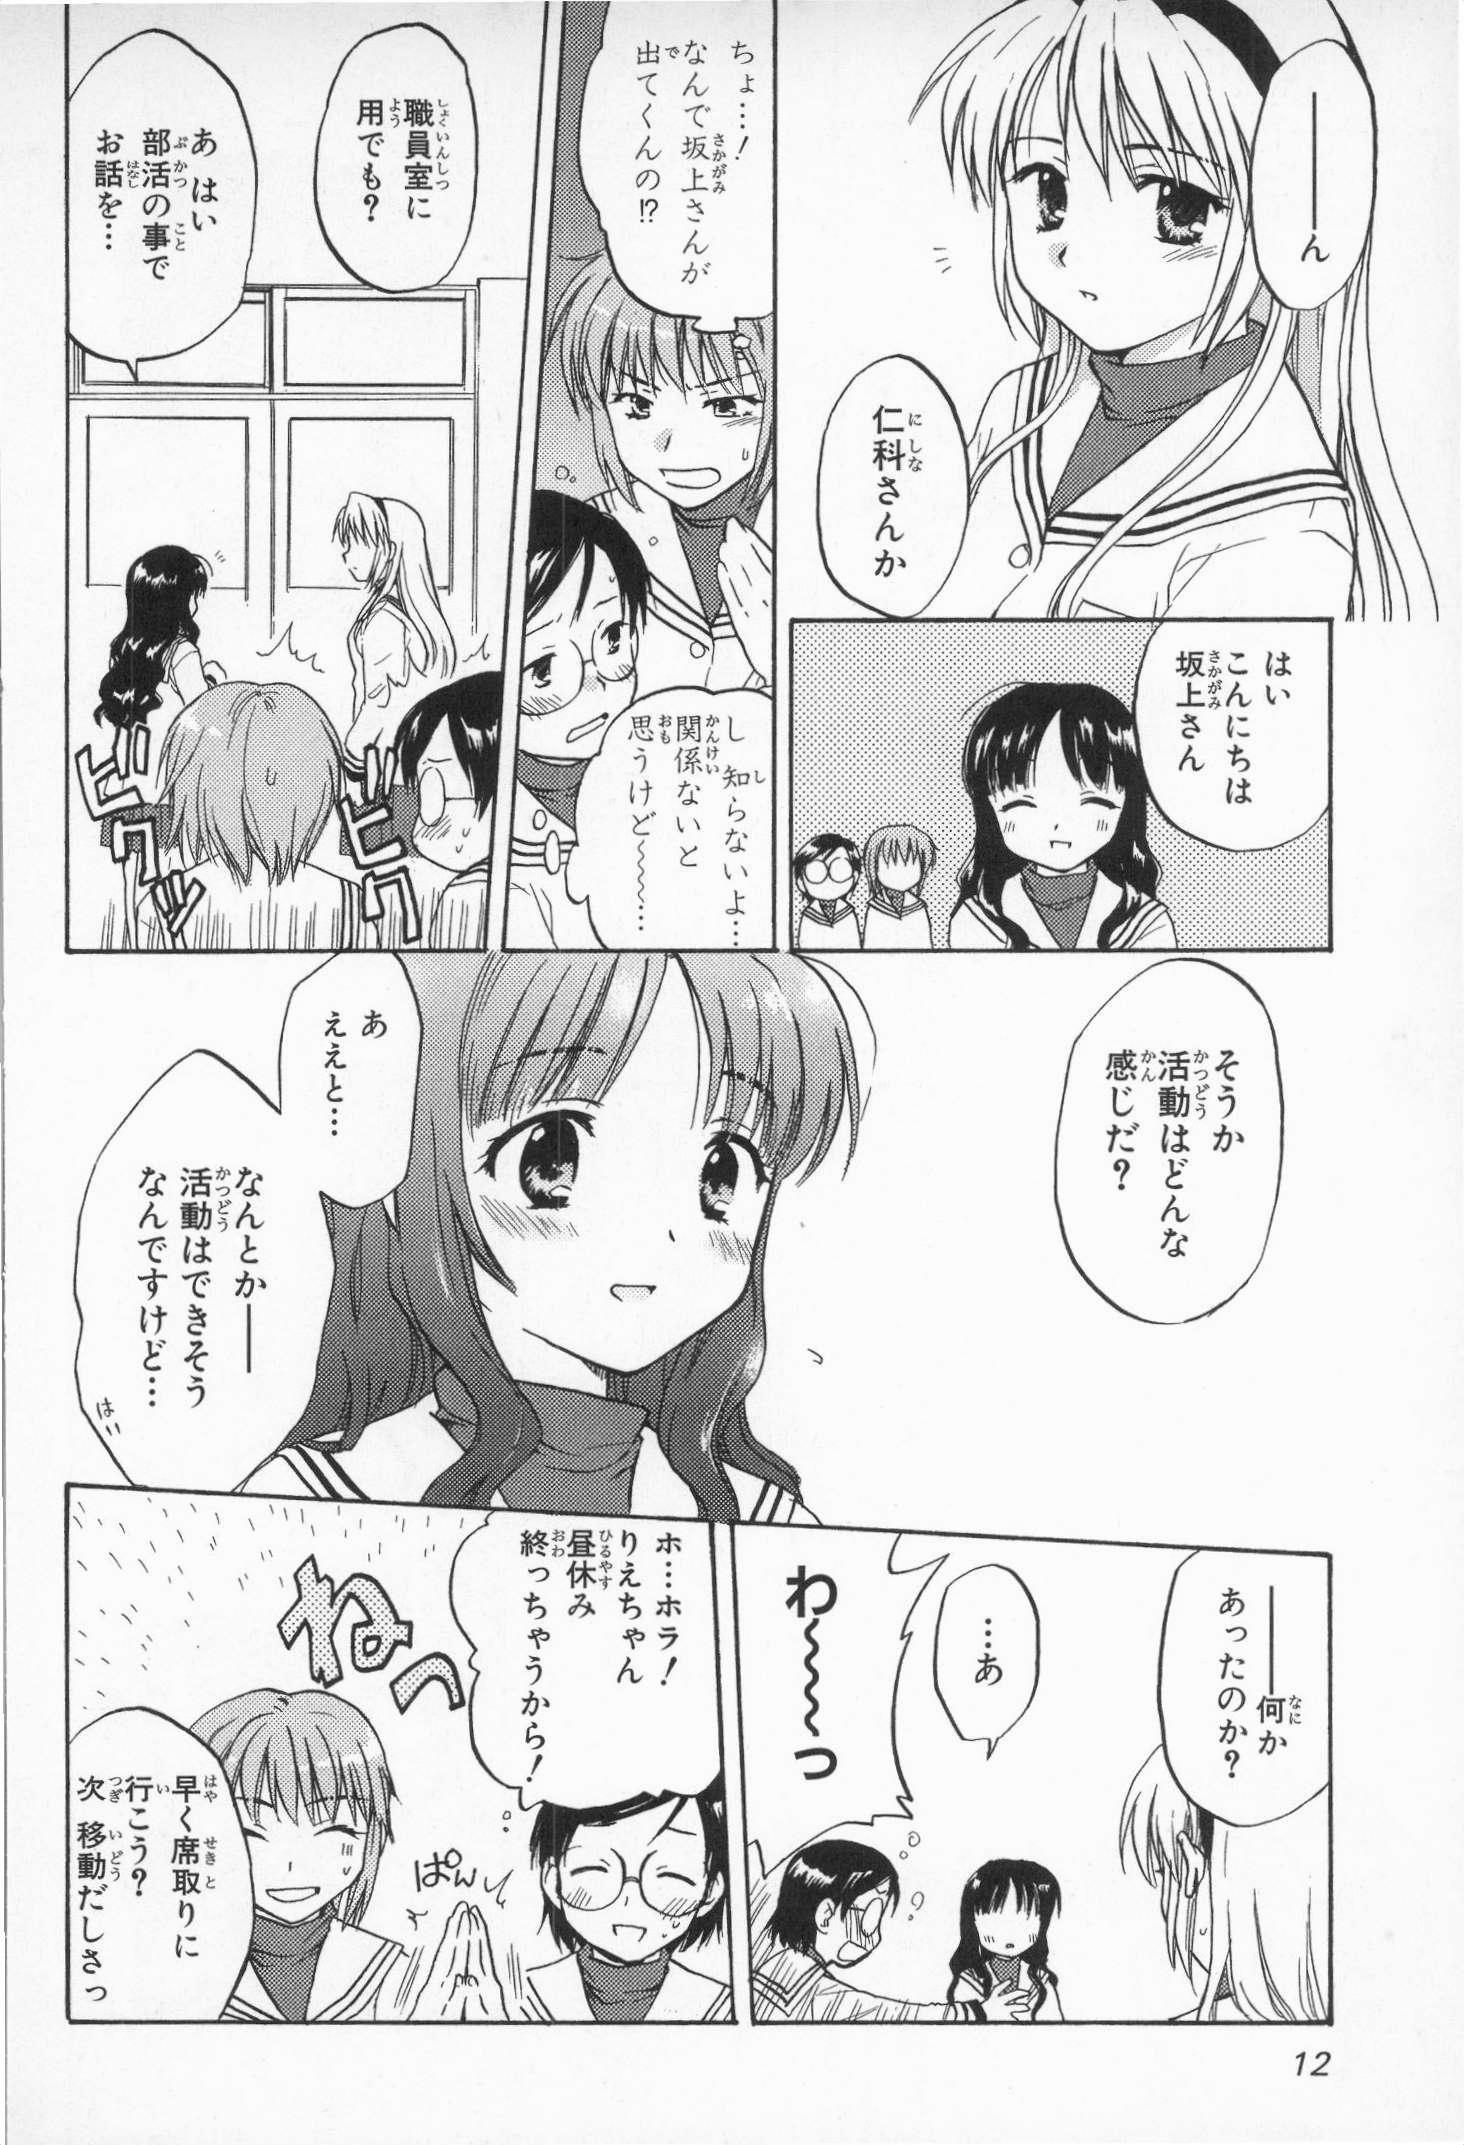 ――ん
仁科さんか
はい
こんにちは
坂上さん
ちょ…！
なんで坂上さんが
出てくんの!?
し 知らないよ…
関係ないと
思うけど～～～…
職員室に
用でも？
あ はい
部活の事で
お話を…
ビクッ
ビク
そうか
活動はどんな
感じだ？
あ
ええと…
なんとか――
活動はできそう
なんですけど…
はい
――何か
あったのか？
…あ
わ～～～っ
ホ…ホラ！
りえちゃん
昼休み
終っちゃうから！
ねっ
ぱん
早く席取りに
行こう？
次 移動だしさっ
12